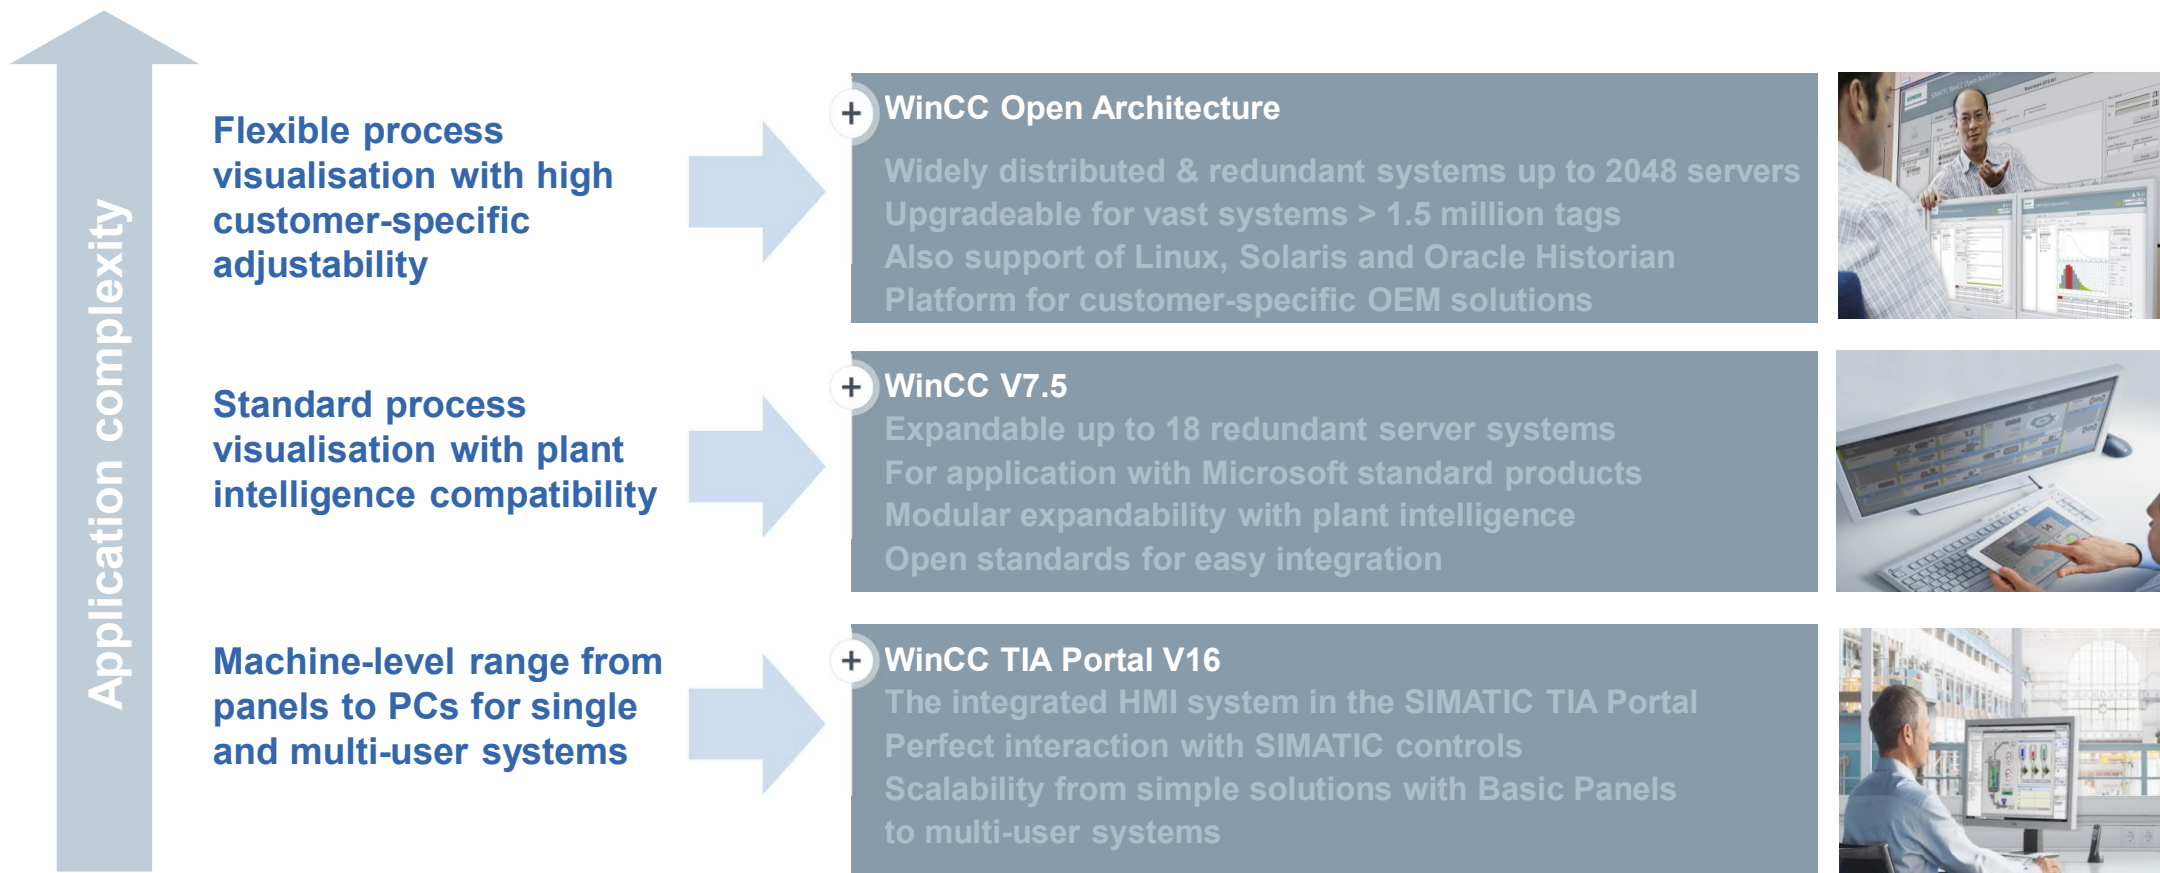 Application complexity
Flexible process
visualisation with high
customer-specific
adjustability
WinCC Open Architecture
Widely distributed & redundant systems up to 2048 servers
Upgradeable for vast systems > 1.5 million tags
Also support of Linux, Solaris and Oracle Historian
Platform for customer-specific OEM solutions
Standard process
visualisation with plant
intelligence compatibility
WinCC V7.5
Expandable up to 18 redundant server systems
For application with Microsoft standard products
Modular expandability with plant intelligence
Open standards for easy integration
Machine-level range from
panels to PCs for single
and multi-user systems
WinCC TIA Portal V16
The integrated HMI system in the SIMATIC TIA Portal
Perfect interaction with SIMATIC controls
Scalability from simple solutions with Basic Panels
to multi-user systems